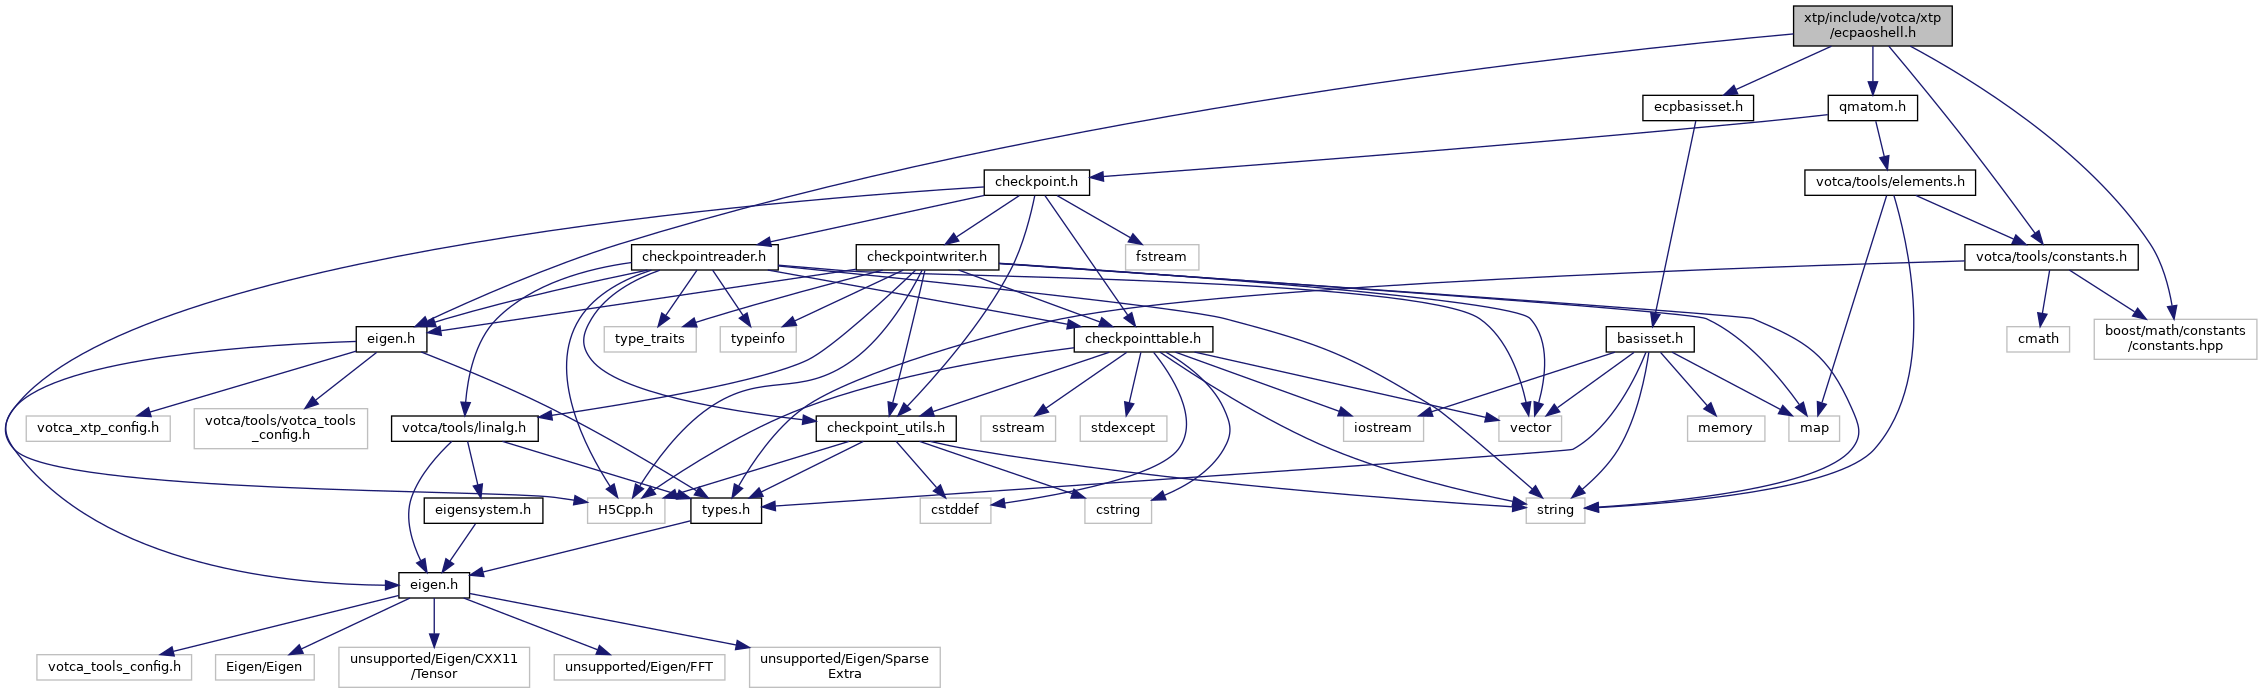 xtp/include/votca/xtp
/ecpaoshell.h
ecpbasisset.h
qmatom.h
checkpoint.h
votca/tools/elements.h
checkpointreader.h
checkpointwriter.h
fstream
votca/tools/constants.h
eigen.h
type_traits
typeinfo
checkpointtable.h
basisset.h
cmath
boost/math/constants
/constants.hpp
votca_xtp_config.h
votca/tools/votca_tools
_config.h
votca/tools/linalg.h
checkpoint_utils.h
sstream
stdexcept
iostream
vector
memory
map
eigensystem.h
H5Cpp.h
types.h
cstddef
cstring
string
eigen.h
votca_tools_config.h
Eigen/Eigen
unsupported/Eigen/CXX11
/Tensor
unsupported/Eigen/FFT
unsupported/Eigen/Sparse
Extra